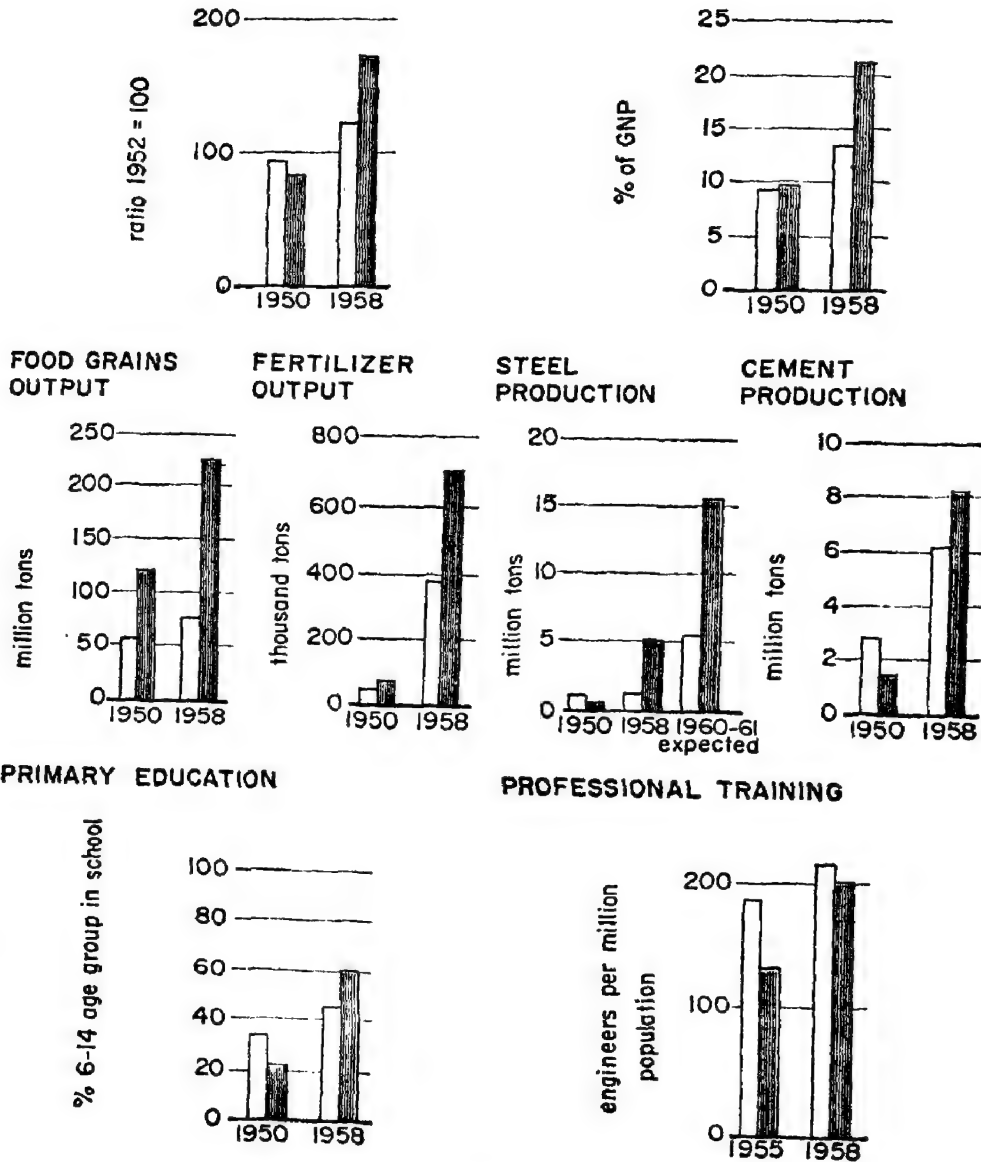 ratio 1952 = 100
200
100
0
1950 1958
% of GNP
25
20
15
10
5
0
1950 1958
FOOD GRAINS
OUTPUT
million tons
250
200
150
100
50
0
1950 1958
FERTILIZER
OUTPUT
thousand tons
800
600
400
200
0
1950 1958
STEEL
PRODUCTION
million tons
20
15
10
5
0
1950 1958 1960-61
expected
CEMENT
PRODUCTION
million tons
10
8
6
4
2
0
1950 1958
PRIMARY EDUCATION
% 6-14 age group in school
100
80
60
40
20
0
1950 1958
PROFESSIONAL TRAINING
engineers per million
population
200
100
0
1955 1958